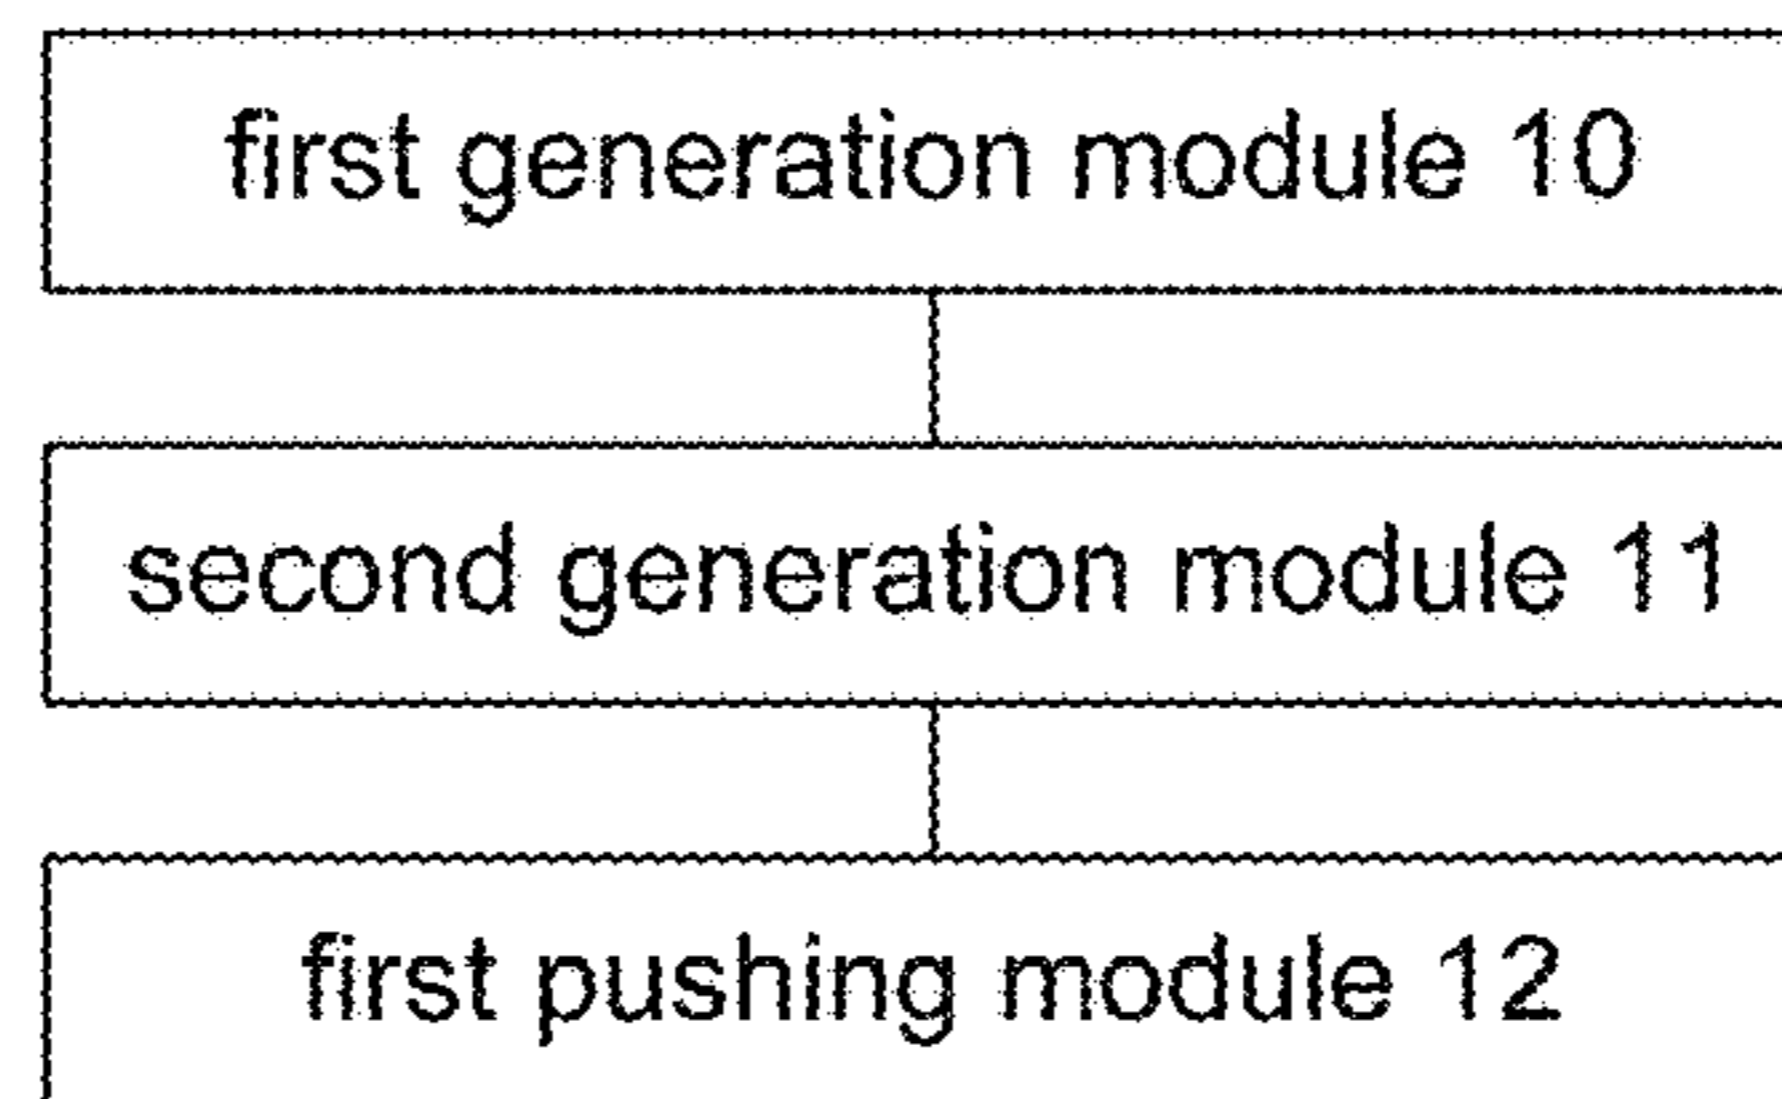 first generation module 10
second generation module 11
first pushing module 12